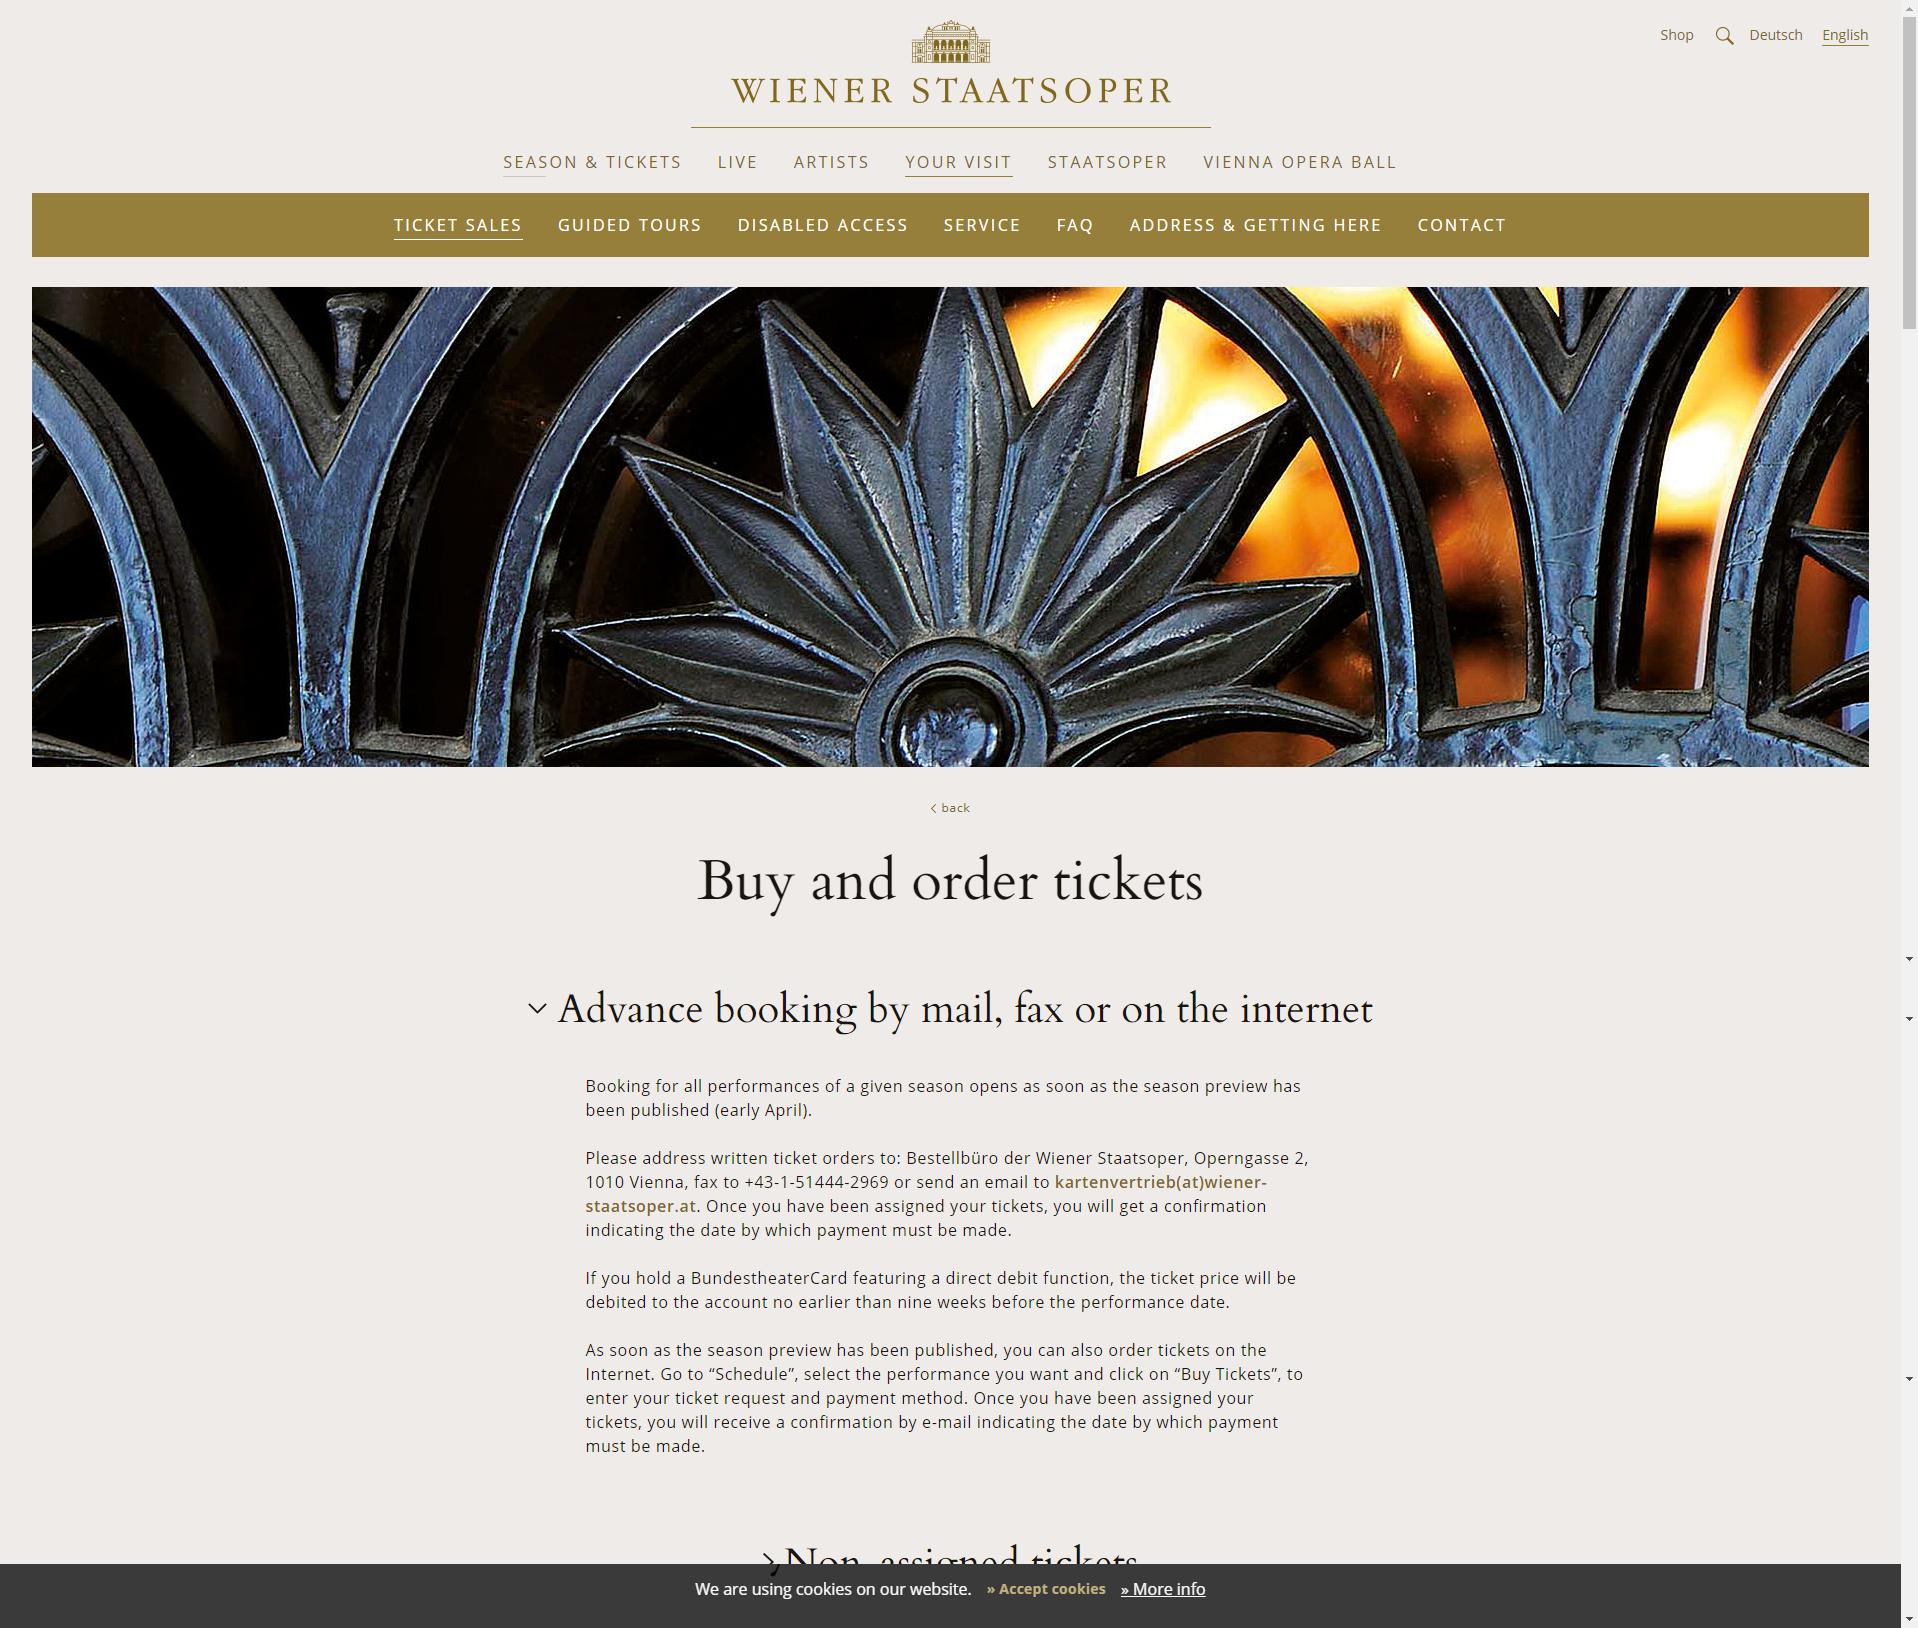 Shop
Deutsch
English
WIENER STAATSOPER
SEASON & TICKETS LIVE ARTISTS YOUR VISIT STAATSOPER VIENNA OPERA BALL
TICKET SALES GUIDED TOURS DISABLED ACCESS SERVICE FAQ ADDRESS & GETTING HERE CONTACT
back
Buy and order tickets
Advance booking by mail, fax or on the internet
Booking for all performances of a given season opens as soon as the season preview has
been published (early April).
Please address written ticket orders to: Bestellbüro der Wiener Staatsoper, Operngasse 2,
1010 Vienna, fax to +43-1-51444-2969 or send an email to kartenvertrieb(at)wiener-
staatsoper.at. Once you have been assigned your tickets, you will get a confirmation
indicating the date by which payment must be made.
If you hold a BundestheaterCard featuring a direct debit function, the ticket price will be
debited to the account no earlier than nine weeks before the performance date.
As soon as the season preview has been published, you can also order tickets on the
Internet. Go to “Schedule”, select the performance you want and click on “Buy Tickets”, to
enter your ticket request and payment method. Once you have been assigned your
tickets, you will receive a confirmation by e-mail indicating the date by which payment
must be made.
Non-assigned tickets
We are using cookies on our website. » Accept cookies » More info